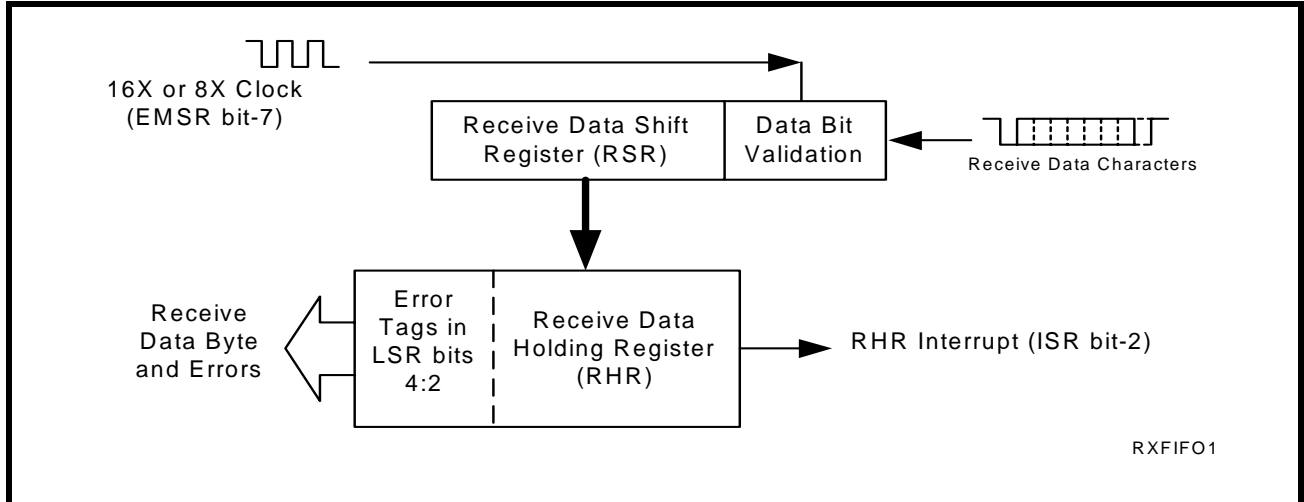 16X or 8X Clock
(EMSR bit-7)
Receive Data Shift
Register (RSR)
Data Bit
Validation
Receive Data Characters
Receive
Data Byte
and Errors
Error
Tags in
LSR bits
4:2
Receive Data
Holding Register
(RHR)
RHR Interrupt (ISR bit-2)
RXFIFO1